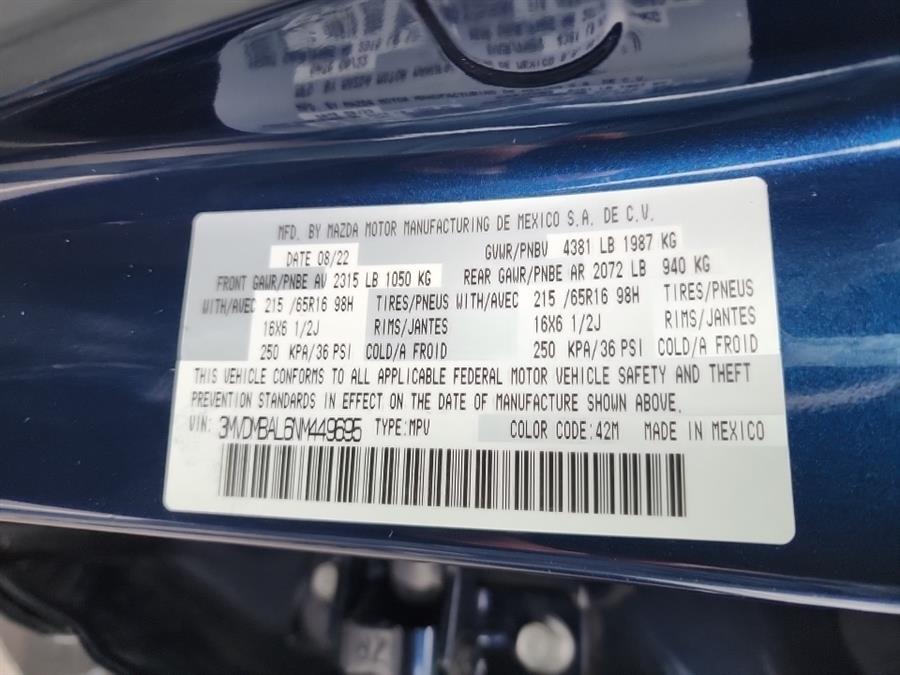 MFD. BY MAZDA MOTOR MANUFACTURING DE MEXICO S.A. DE C.V.
DATE 08/22 GVWR/PNBV 4381 LB 1987 KG
FRONT GAWR/PNBE AV 2315 LB 1050 KG REAR GAWR/PNBE AR 2072 LB 940 KG
WITH/AVEC 215 /65R16 98H TIRES/PNEUS WITH/AVEC 215 /65R16 98H TIRES/PNEUS
16X6 1/2J RIMS/JANTES 16X6 1/2J RIMS/JANTES
250 KPA/36 PSI COLD/A FROID 250 KPA/36 PSI COLD/A FROID
THIS VEHICLE CONFORMS TO ALL APPLICABLE FEDERAL MOTOR VEHICLE SAFETY AND THEFT
PREVENTION STANDARDS IN EFFECT ON THE DATE OF MANUFACTURE SHOWN ABOVE.
VIN: 3MVDMBAL6NM449695 TYPE:MPV COLOR CODE:42M MADE IN MEXICO